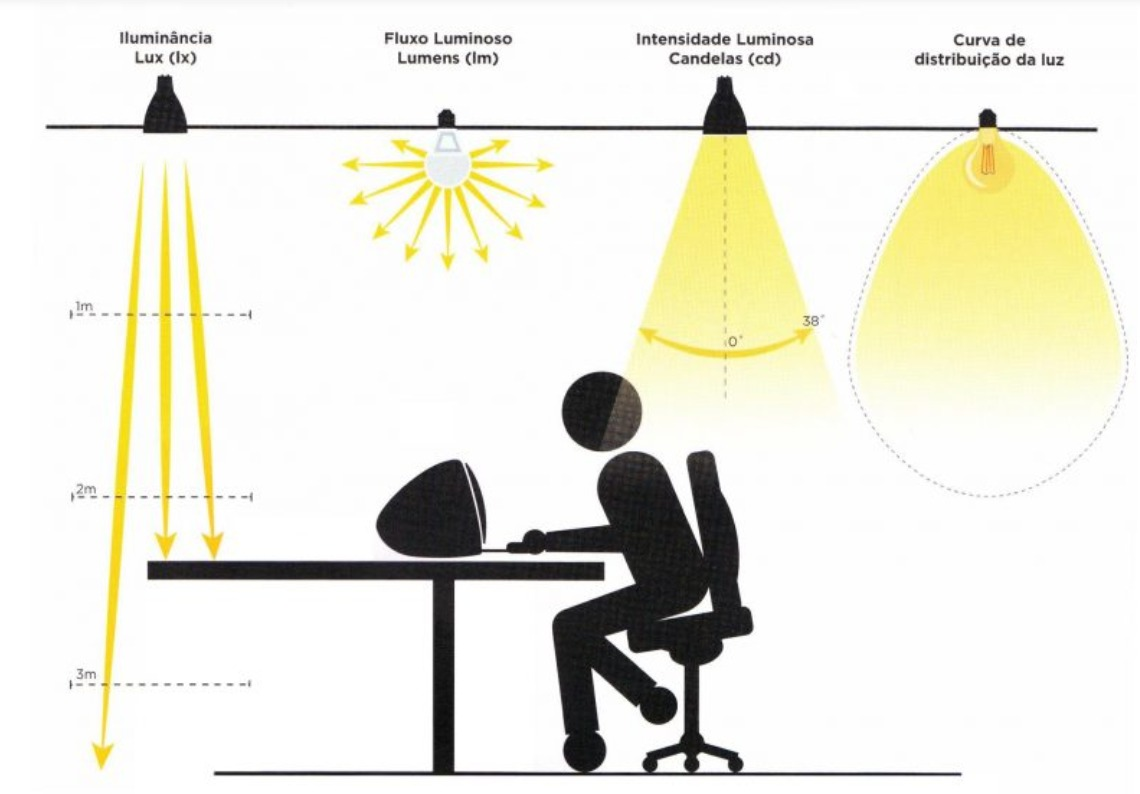 Iluminância
Lux (lx)
Fluxo Luminoso
Lumens (lm)
Intensidade Luminosa
Candelas (cd)
Curva de
distribuição da luz
1m
38°
0°
2m
3m